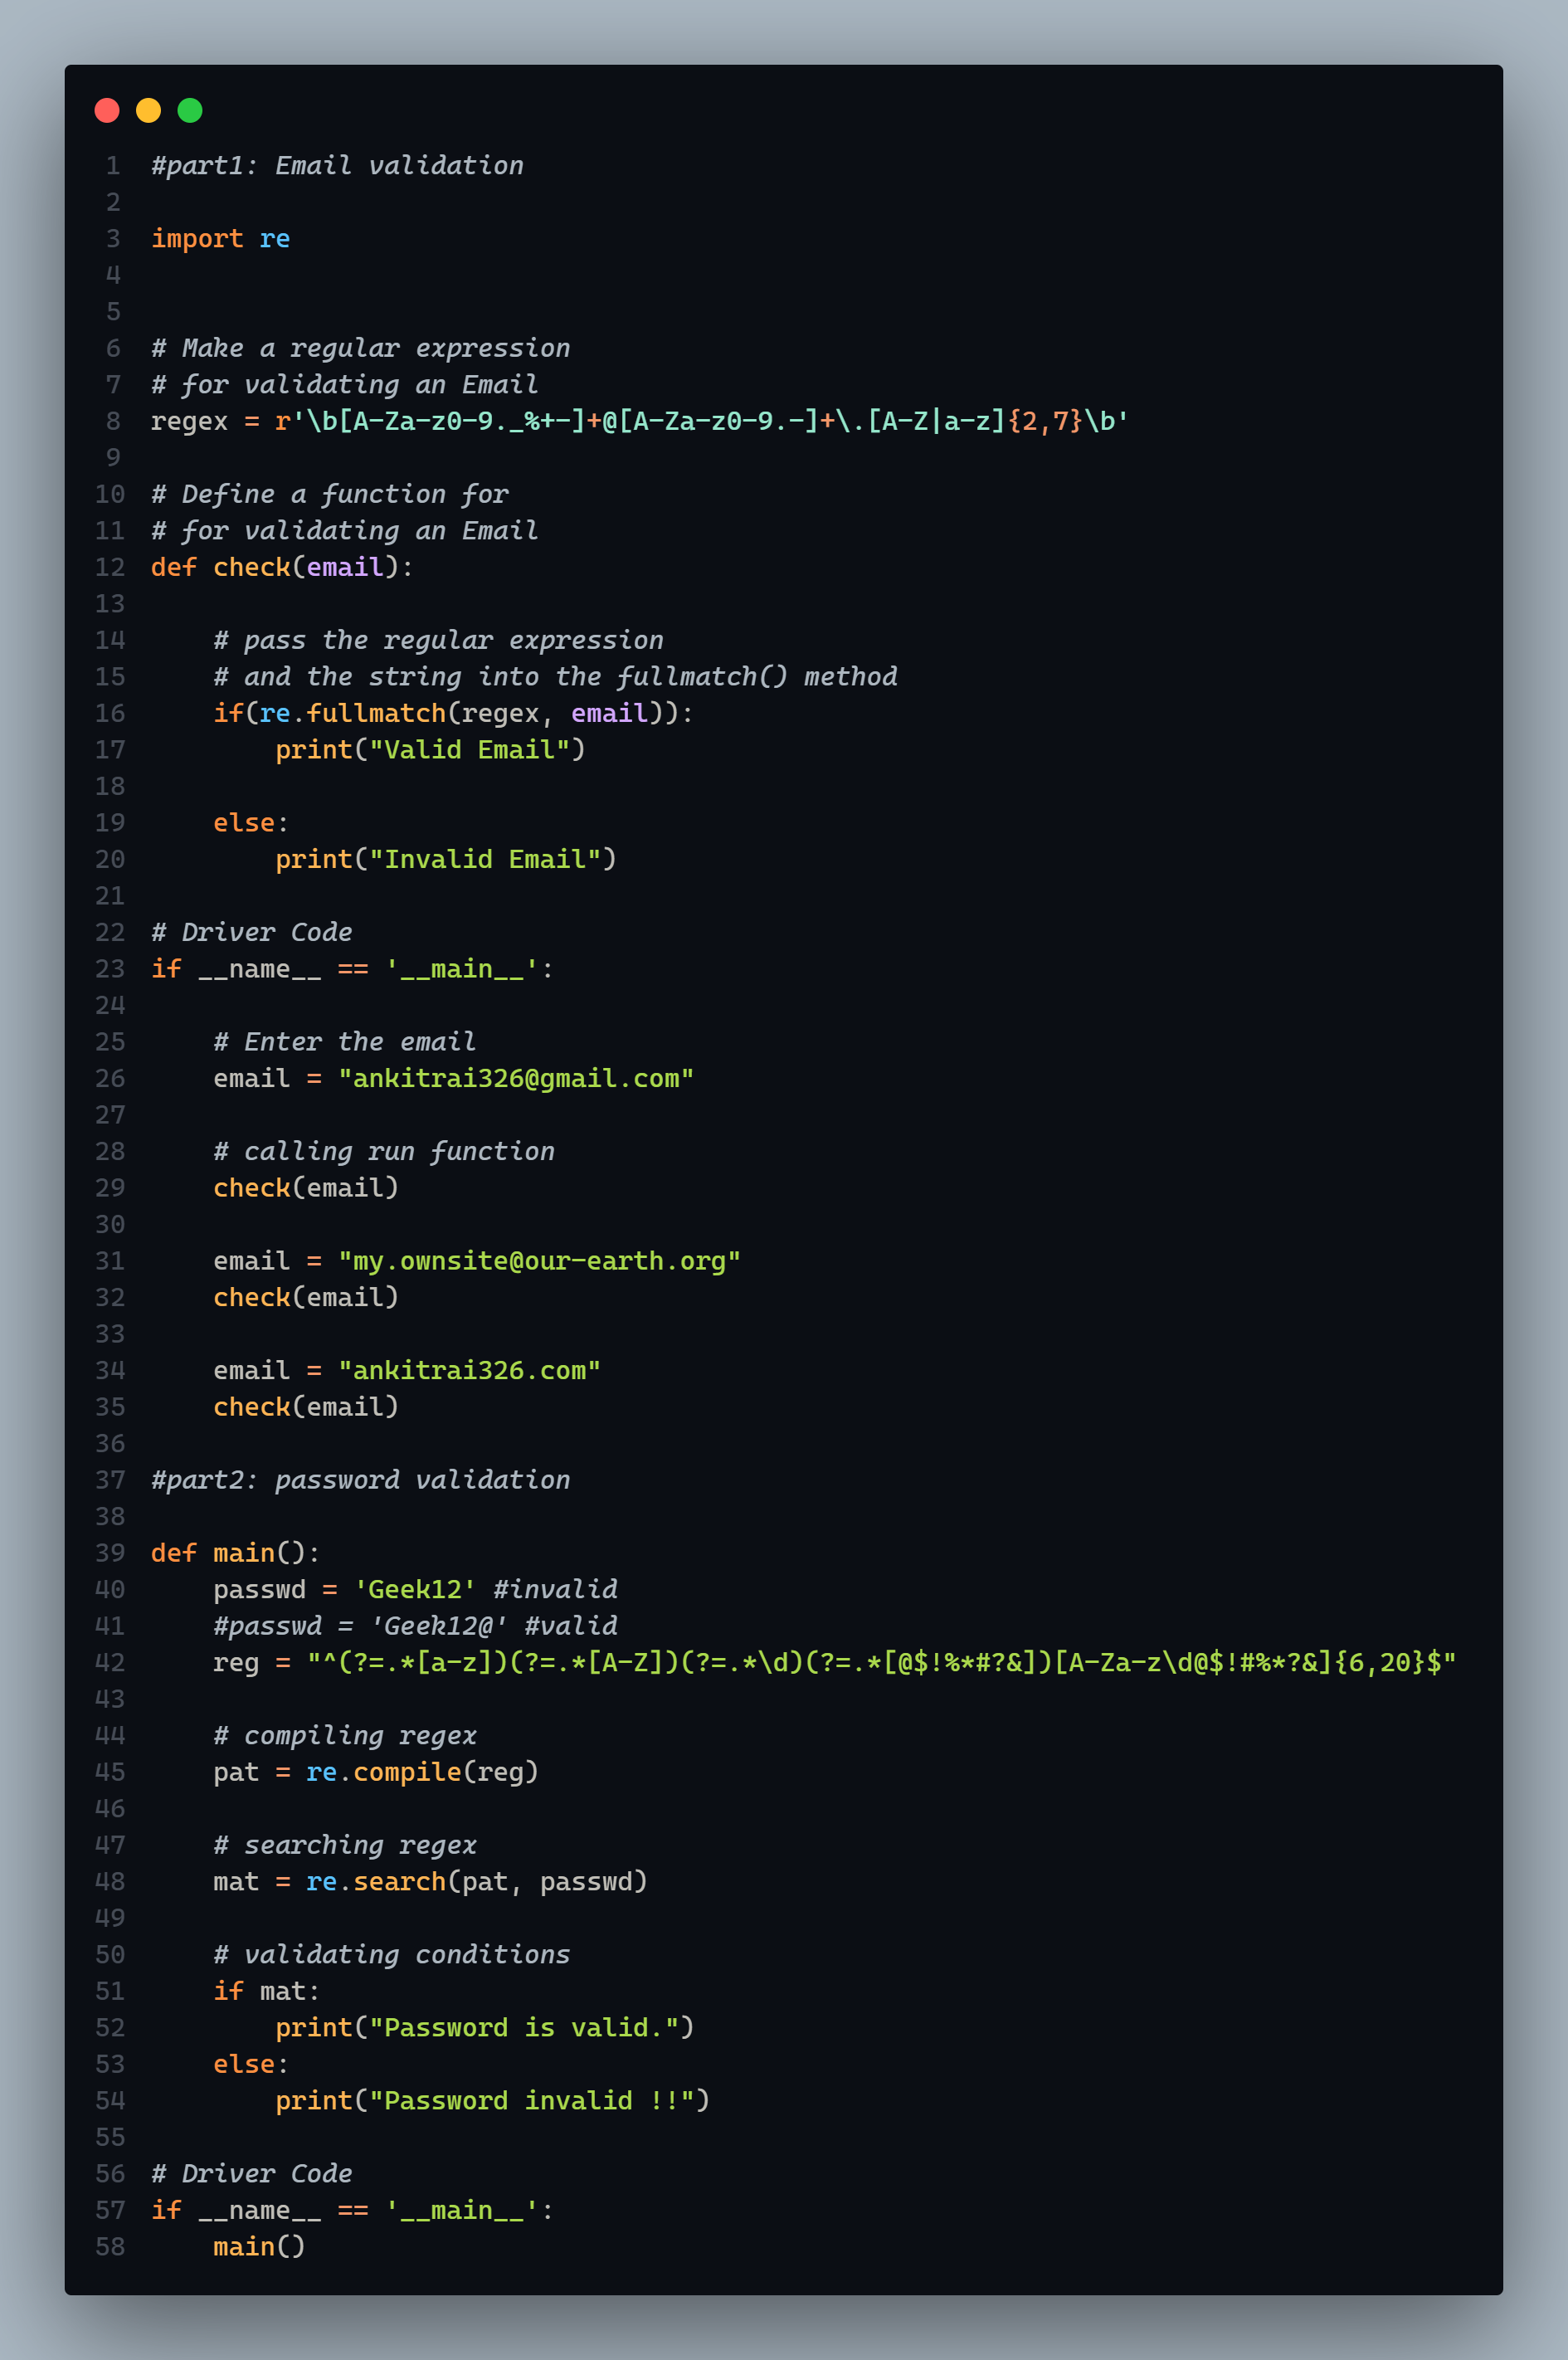 1 #part1: Email validation
2
3 import re
4
5
6 # Make a regular expression
7 # for validating an Email
8 regex = r'\b[A-Za-z0-9._%+-]+@[A-Za-z0-9.-]+\.[A-Z|a-z]{2,7}\b'
9
10 # Define a function for
11 # for validating an Email
12 def check(email):
13
14     # pass the regular expression
15     # and the string into the fullmatch() method
16     if(re.fullmatch(regex, email)):
17         print("Valid Email")
18
19     else:
20         print("Invalid Email")
21
22 # Driver Code
23 if __name__ == '__main__':
24
25     # Enter the email
26     email = "ankitrai326@gmail.com"
27
28     # calling run function
29     check(email)
30
31     email = "my.ownsite@our-earth.org"
32     check(email)
33
34     email = "ankitrai326.com"
35     check(email)
36
37 #part2: password validation
38
39 def main():
40     passwd = 'Geek12' #invalid
41     #passwd = 'Geek12@' #valid
42     reg = "^(?=.*[a-z])(?=.*[A-Z])(?=.*\d)(?=.*[@$!%*#?&])[A-Za-z\d@$!#%*?&]{6,20}$"
43
44     # compiling regex
45     pat = re.compile(reg)
46
47     # searching regex
48     mat = re.search(pat, passwd)
49
50     # validating conditions
51     if mat:
52         print("Password is valid.")
53     else:
54         print("Password invalid !!")
55
56 # Driver Code
57 if __name__ == '__main__':
58     main()